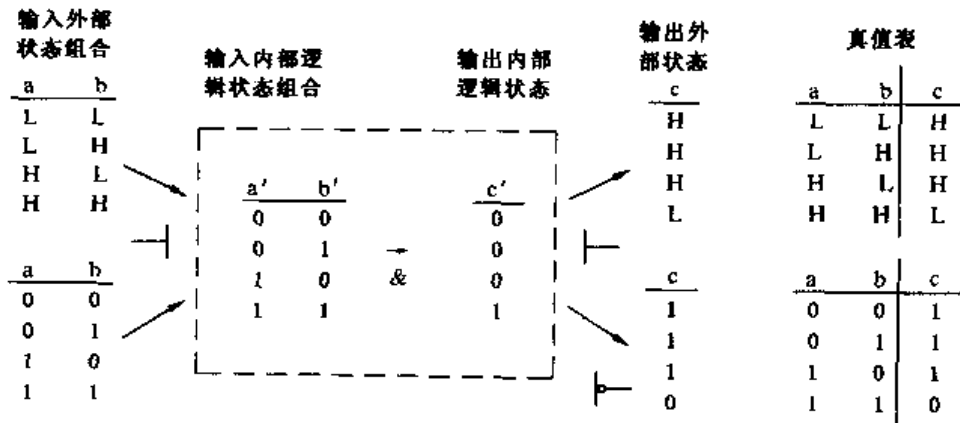 输入外部
状态组合
a b
L L
L H
H L
H H
a b
0 0
0 1
1 0
1 1
输入内部逻
辑状态组合
a′ b′
0 0
0 1
1 0
1 1
→
&
输出内部
逻辑状态
c′
0
0
0
1
输出外
部状态
c
H
H
H
L
c
1
1
1
0
真值表
a b c
L L H
L H H
H L H
H H L
a b c
0 0 1
0 1 1
1 0 1
1 1 0